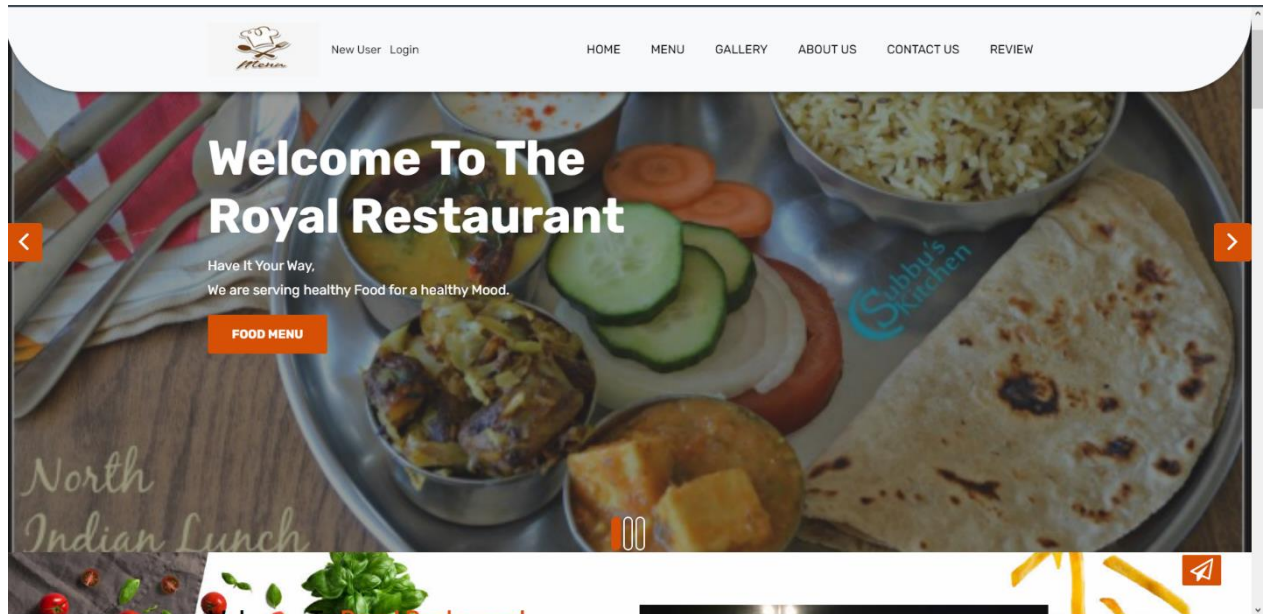 Menu
New User Login
HOME MENU GALLERY ABOUT US CONTACT US REVIEW
Welcome To The
Royal Restaurant
Have It Your Way,
We are serving healthy Food for a healthy Mood.
FOOD MENU
Subbu's
Kitchen
North
Indian Lunch